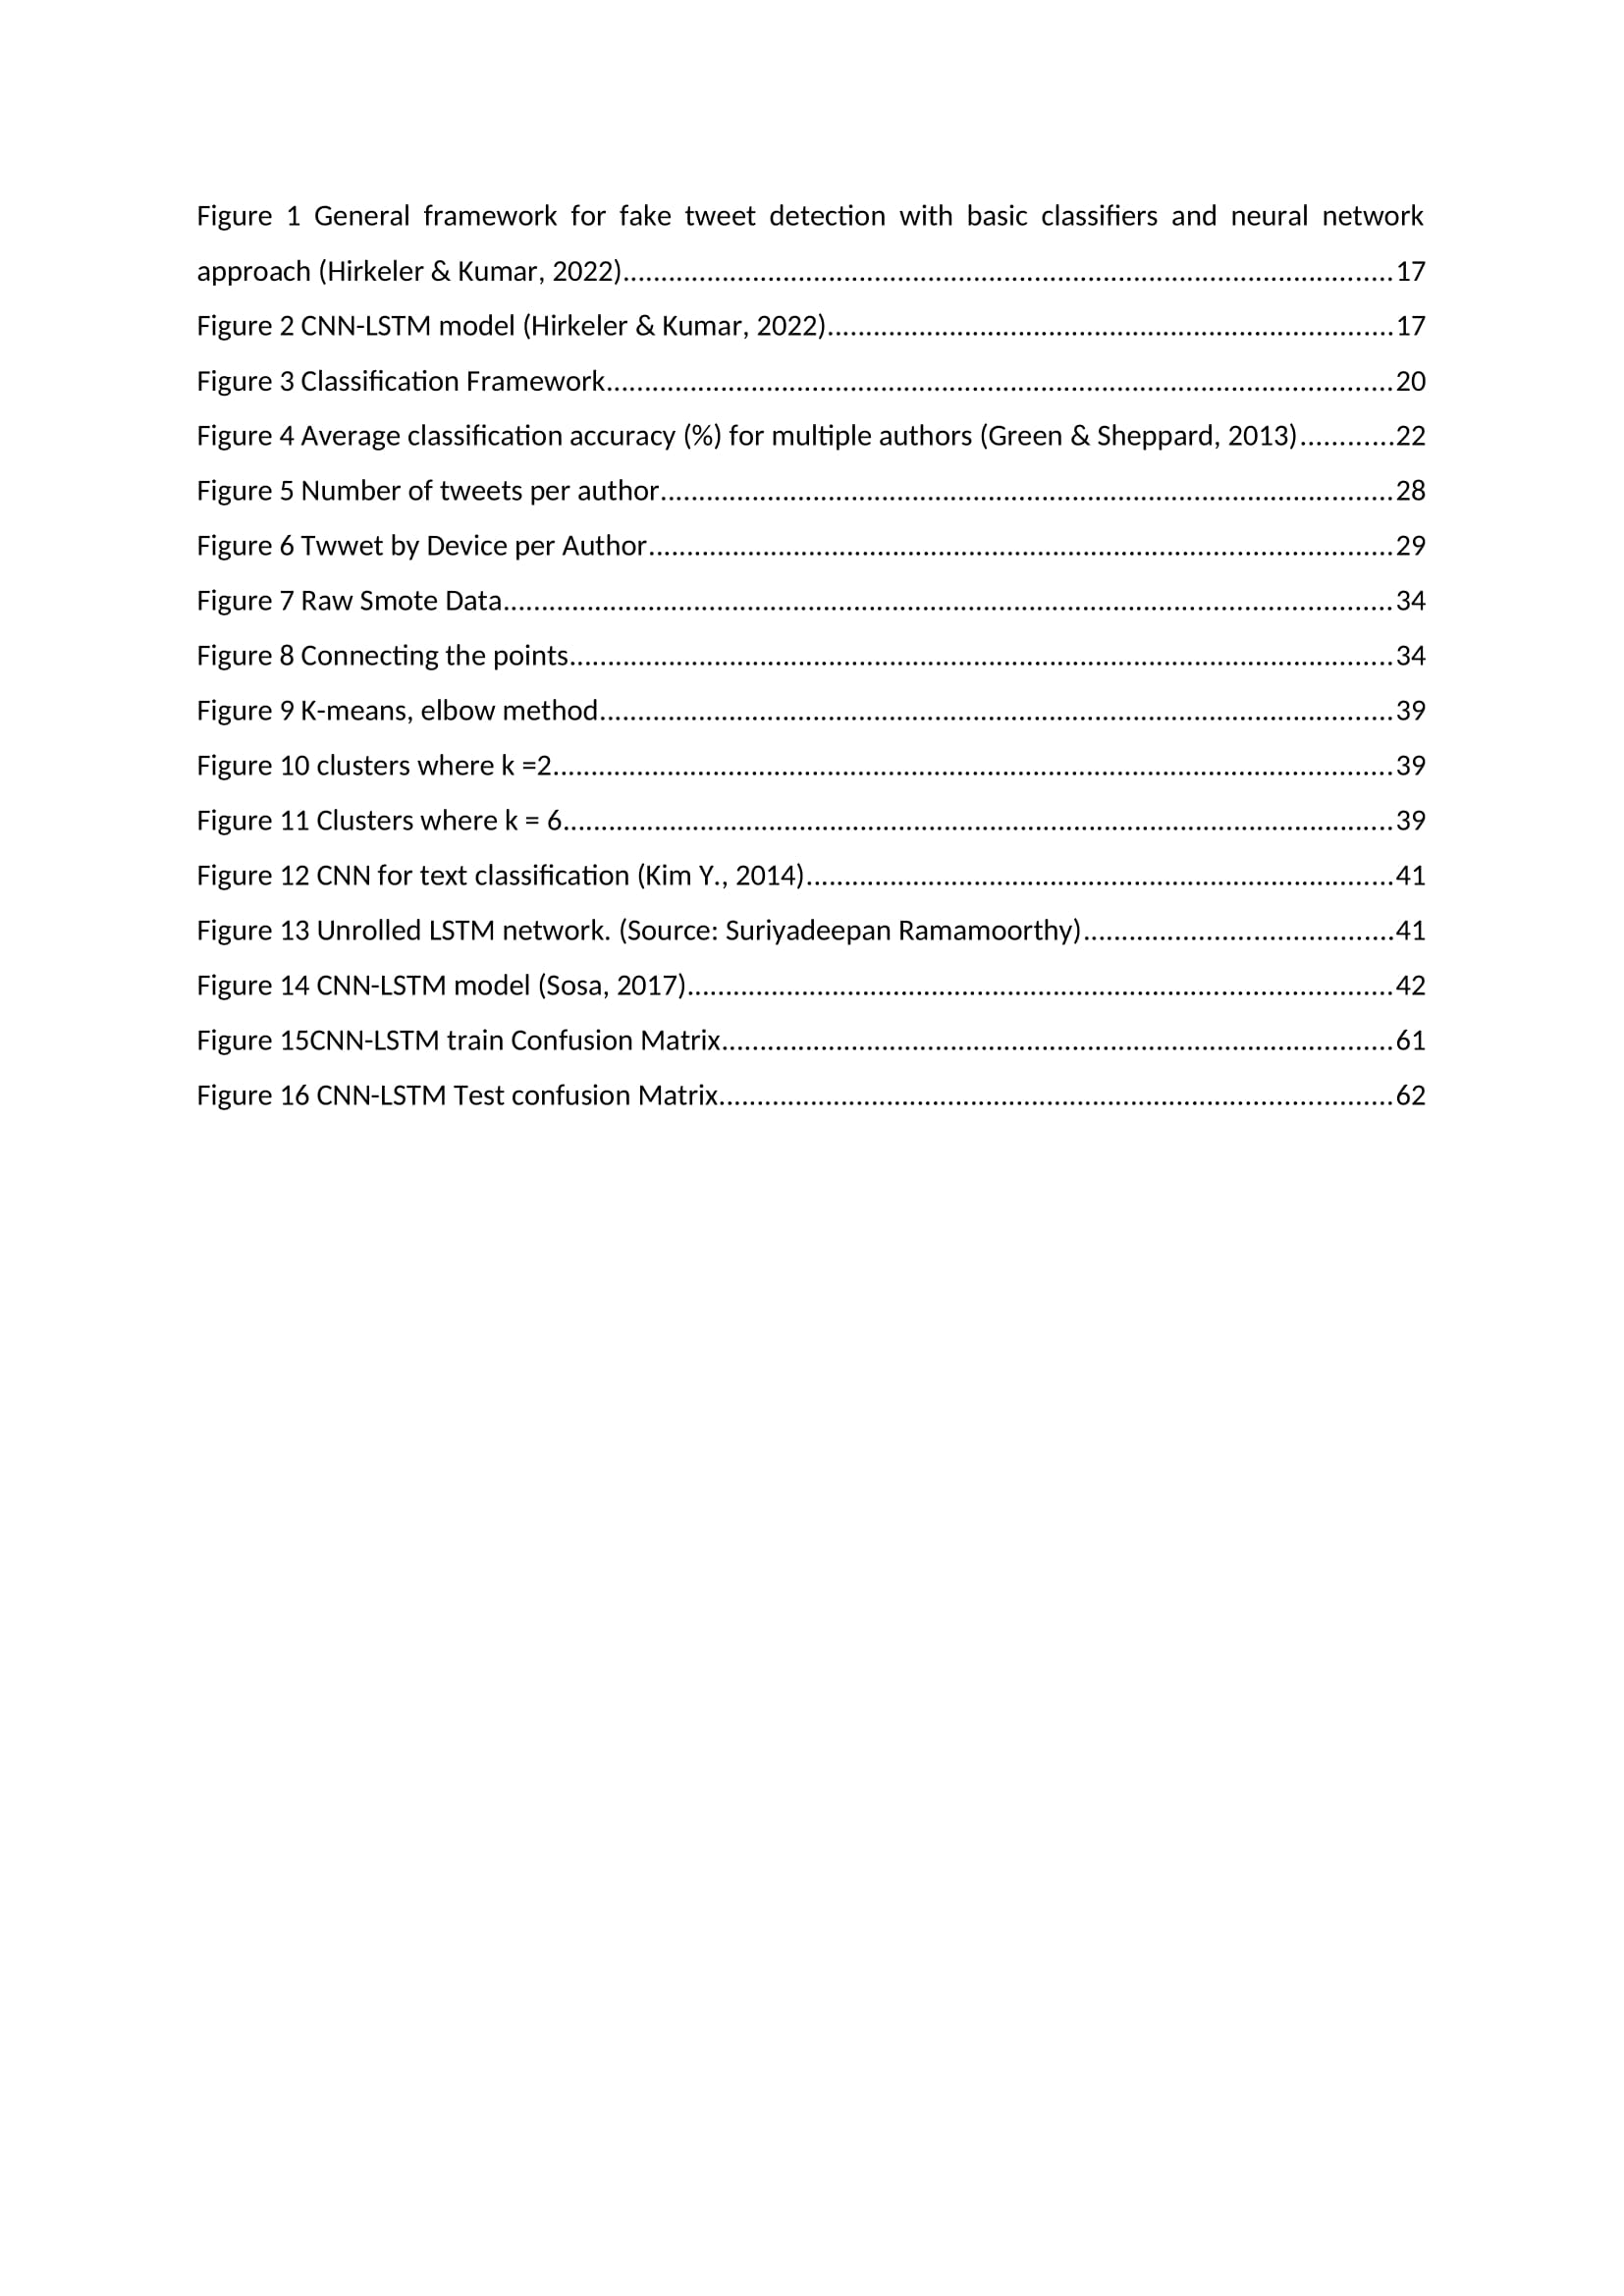 Figure 1 General framework for fake tweet detection with basic classifiers and neural network
approach (Hirkeler & Kumar, 2022)....................17
Figure 2 CNN-LSTM model (Hirkeler & Kumar, 2022)....................17
Figure 3 Classification Framework....................20
Figure 4 Average classification accuracy (%) for multiple authors (Green & Sheppard, 2013)............22
Figure 5 Number of tweets per author....................28
Figure 6 Twwet by Device per Author....................29
Figure 7 Raw Smote Data....................34
Figure 8 Connecting the points....................34
Figure 9 K-means, elbow method....................39
Figure 10 clusters where k =2....................39
Figure 11 Clusters where k = 6....................39
Figure 12 CNN for text classification (Kim Y., 2014)....................41
Figure 13 Unrolled LSTM network. (Source: Suriyadeepan Ramamoorthy)....................41
Figure 14 CNN-LSTM model (Sosa, 2017)....................42
Figure 15CNN-LSTM train Confusion Matrix....................61
Figure 16 CNN-LSTM Test confusion Matrix....................62